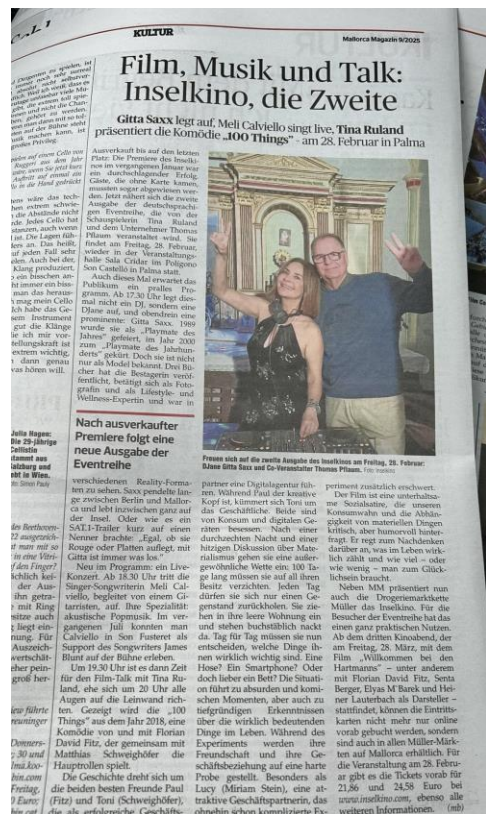 KULTUR
Mallorca Magazin 9/2025
Film, Musik und Talk:
Inselkino, die Zweite
Gitta Saxx legt auf, Meli Calviello singt live, Tina Ruland
präsentiert die Komödie „100 Things" - am 28. Februar in Palma
Ausverkauft bis auf den letzten
Platz: Die Premiere des Inselki-
nos im vergangenen Januar war
ein durchschlagender Erfolg.
Gäste, die ohne Karte kamen,
mussten sogar abgewiesen wer-
den. Jetzt nähert sich die zweite
Ausgabe der deutschsprachi-
gen Eventreihe, die von der
Schauspielerin Tina Ruland
und dem Unternehmer Thomas
Pflaum veranstaltet wird. Sie
findet am Freitag, 28. Februar,
wieder in der Veranstaltungs-
halle Sala Cridar im Polígono
Son Castelló in Palma statt.
Auch dieses Mal erwartet das
Publikum ein pralles Pro-
gramm. Ab 17.30 Uhr legt dies-
mal nicht ein DJ, sondern eine
DJane auf, und obendrein eine
prominente: Gitta Saxx. 1989
wurde sie als „Playmate des
Jahres" gefeiert, im Jahr 2000
zum „Playmate des Jahrhun-
derts" gekürt. Doch sie ist nicht
nur als Model bekannt. Drei Bü-
cher hat die Bestagerin veröf-
fentlicht, betätigt sich als Foto-
grafin und als Lifestyle- und
Wellness-Expertin und war in
Nach ausverkaufter
Premiere folgt eine
neue Ausgabe der
Eventreihe
verschiedenen Reality-Forma-
ten zu sehen. Saxx pendelte lan-
ge zwischen Berlin und Mallor-
ca und lebt inzwischen ganz auf
der Insel. Oder wie es ein
SAT.1-Trailer kurz auf einen
Nenner brachte: „Egal, ob sie
Rouge oder Platten auflegt, mit
Gitta ist immer was los."
Neu im Programm: ein Live-
Konzert. Ab 18.30 Uhr tritt die
Singer-Songwriterin Meli Cal-
viello, begleitet von einem Gi-
tarristen, auf. Ihre Spezialität:
akustische Popmusik. Im ver-
gangenen Juli konnten man
Calviello in Son Fusteret als
Support des Songwriters James
Blunt auf der Bühne erleben.
Um 19.30 Uhr ist es dann Zeit
für den Film-Talk mit Tina Ru-
land, ehe sich um 20 Uhr alle
Augen auf die Leinwand rich-
ten. Gezeigt wird die „100
Things" aus dem Jahr 2018, eine
Komödie von und mit Florian
David Fitz, der gemeinsam mit
Matthias Schweighöfer die
Hauptrollen spielt.
Die Geschichte dreht sich um
die beiden besten Freunde Paul
(Fitz) und Toni (Schweighöfer),
die als erfolgreiche Geschäfts-
Freuen sich auf die zweite Ausgabe des Inselkinos am Freitag, 28. Februar:
DJane Gitta Saxx und Co-Veranstalter Thomas Pflaum. Foto: Inselkino
partner eine Digitalagentur füh-
ren. Während Paul der kreative
Kopf ist, kümmert sich Toni um
das Geschäftliche. Beide sind
von Konsum und digitalen Ge-
räten besessen. Nach einer
durchzechten Nacht und einer
hitzigen Diskussion über Mate-
rialismus gehen sie eine außer-
gewöhnliche Wette ein: 100 Ta-
ge lang müssen sie auf all ihren
Besitz verzichten. Jeden Tag
dürfen sie sich nur einen Ge-
genstand zurückholen. Sie zie-
hen in ihre leere Wohnung ein
und stehen buchstäblich nackt
da. Tag für Tag müssen sie nun
entscheiden, welche Dinge ih-
nen wirklich wichtig sind. Eine
Hose? Ein Smartphone? Oder
doch lieber ein Bett? Die Situati-
on führt zu absurden und komi-
schen Momenten, aber auch zu
tiefgründigen Erkenntnissen
über die wirklich bedeutenden
Dinge im Leben. Während des
Experiments werden ihre
Freundschaft und ihre Ge-
schäftsbeziehung auf eine harte
Probe gestellt. Besonders als
Lucy (Miriam Stein), eine at-
traktive Geschäftspartnerin, das
ohnehin schon komplizierte Ex-
periment zusätzlich erschwert.
Der Film ist eine unterhaltsa-
me Sozialsatire, die unseren
Konsumwahn und die Abhän-
gigkeit von materiellen Dingen
kritisch, aber humorvoll hinter-
fragt. Er regt zum Nachdenken
darüber an, was im Leben wirk-
lich zählt und wie viel – oder
wie wenig – man zum Glück-
lichsein braucht.
Neben MM präsentiert nun
auch die Drogeriemarktkette
Müller das Inselkino. Für die
Besucher der Eventreihe hat das
einen ganz praktischen Nutzen.
Ab dem dritten Kinoabend, der
am Freitag, 28. März, mit dem
Film „Willkommen bei den
Hartmanns" – unter anderem
mit Florian David Fitz, Senta
Berger, Elyas M'Barek und Hei-
ner Lauterbach als Darsteller –
stattfindet, können die Eintritts-
karten nicht mehr nur online
vorab gebucht werden, sondern
sind auch in allen Müller-Märk-
ten auf Mallorca erhältlich. Für
die Veranstaltung am 28. Febru-
ar gibt es die Tickets vorab für
21,86 und 24,58 Euro bei
www.inselkino.com, ebenso alle
weiteren Informationen. (mb)
Julia Hagen:
Die 29-jährige
Cellistin
stammt aus
Salzburg und
lebt in Wien.